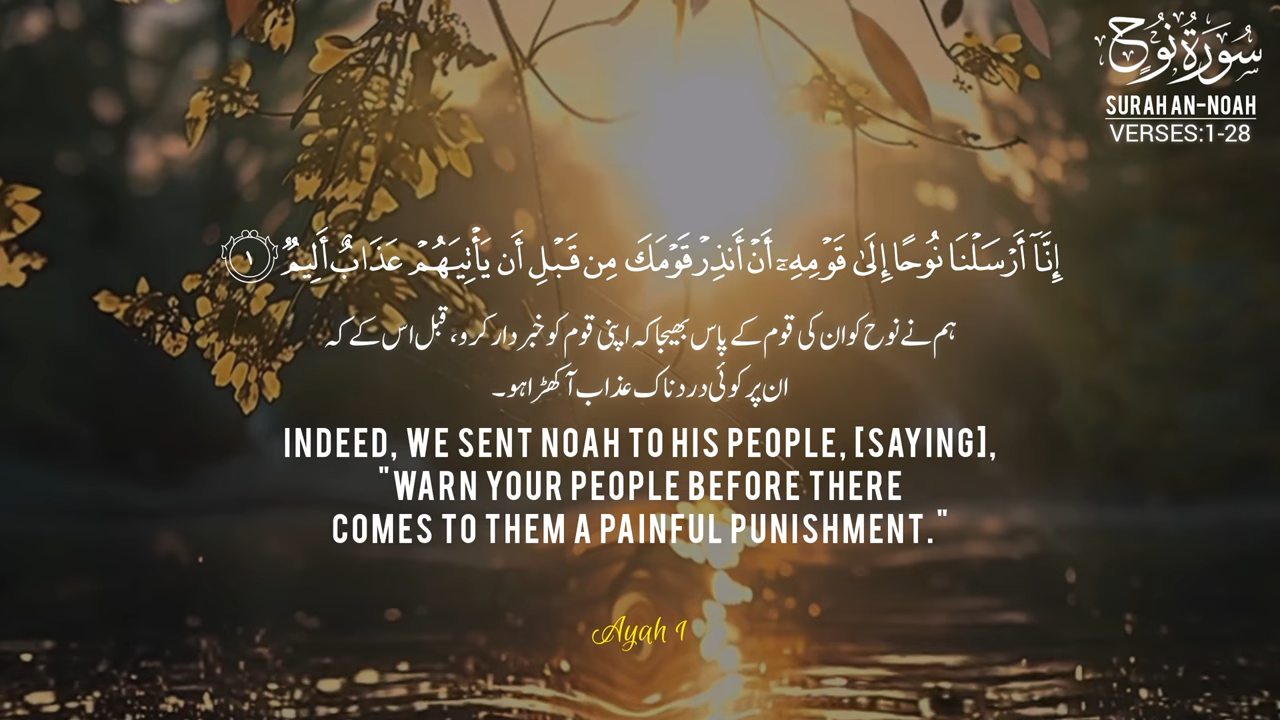 سُورَةُ نُوح
SURAH AN-NOAH
VERSES:1-28
إِنَّآ أَرْسَلْنَا نُوحًا إِلَىٰ قَوْمِهِۦٓ أَنْ أَنذِرْ قَوْمَكَ مِن قَبْلِ أَن يَأْتِيَهُمْ عَذَابٌ أَلِيمٌ ١
ہم نے نوح کو ان کی قوم کے پاس بھیجا کہ اپنی قوم کو خبردار کرو، قبل اس کے کہ
ان پر کوئی دردناک عذاب آ کھڑا ہو۔
INDEED, WE SENT NOAH TO HIS PEOPLE, [SAYING],
"WARN YOUR PEOPLE BEFORE THERE
COMES TO THEM A PAINFUL PUNISHMENT."
Ayah 1